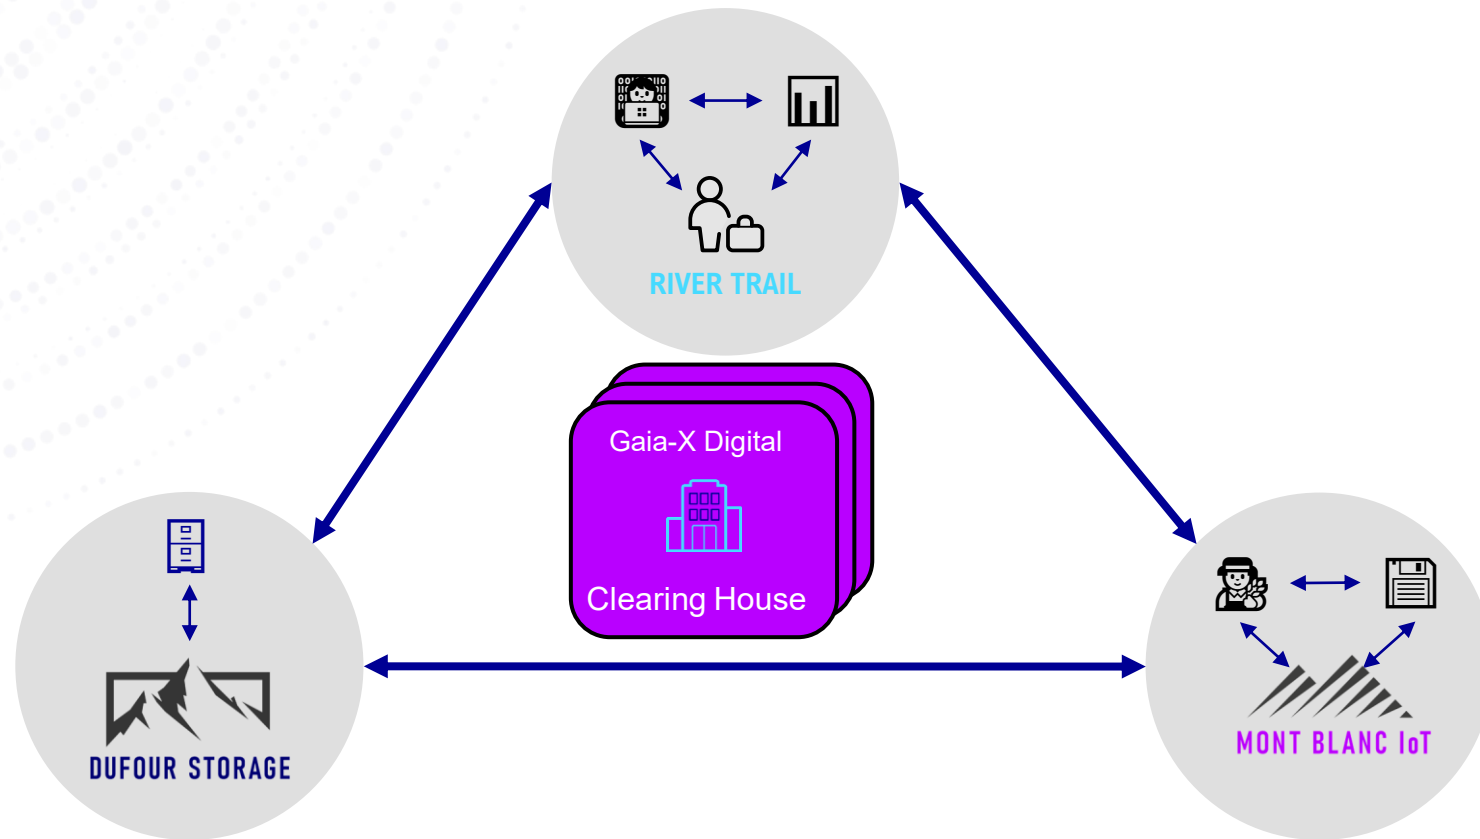 RIVER TRAIL
Gaia-X Digital
Clearing House
DUFOUR STORAGE
MONT BLANC IoT